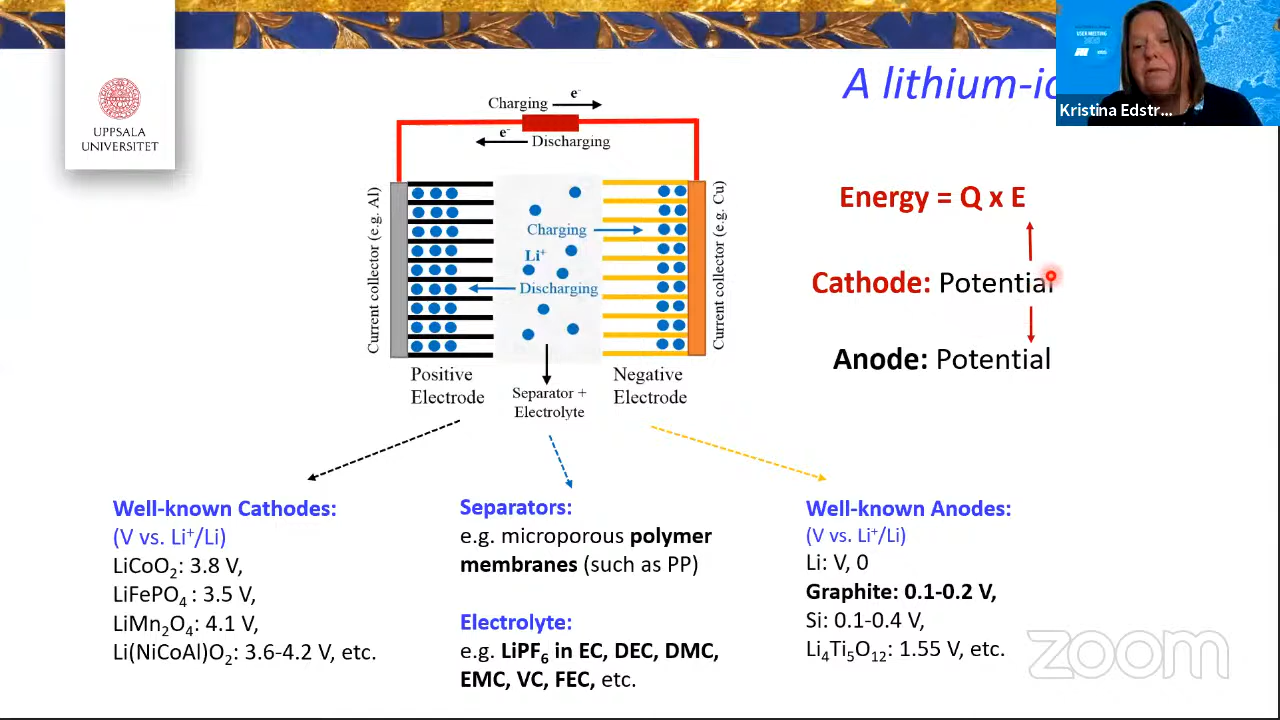 UPPSALA
UNIVERSITET
A lithium-io
USER MEETING
Kristina Edstr...
Charging
e-
e-
Discharging
Current collector (e.g. Al)
Charging
Li+
Discharging
Current collector (e.g. Cu)
Positive
Electrode
Separator +
Electrolyte
Negative
Electrode
Energy = Q x E
Cathode: Potential
Anode: Potential
Well-known Cathodes:
(V vs. Li+/Li)
LiCoO2: 3.8 V,
LiFePO4 : 3.5 V,
LiMn2O4: 4.1 V,
Li(NiCoAl)O2: 3.6-4.2 V, etc.
Separators:
e.g. microporous polymer
membranes (such as PP)
Electrolyte:
e.g. LiPF6 in EC, DEC, DMC,
EMC, VC, FEC, etc.
Well-known Anodes:
(V vs. Li+/Li)
Li: V, 0
Graphite: 0.1-0.2 V,
Si: 0.1-0.4 V,
Li4Ti5O12: 1.55 V, etc.
zoom